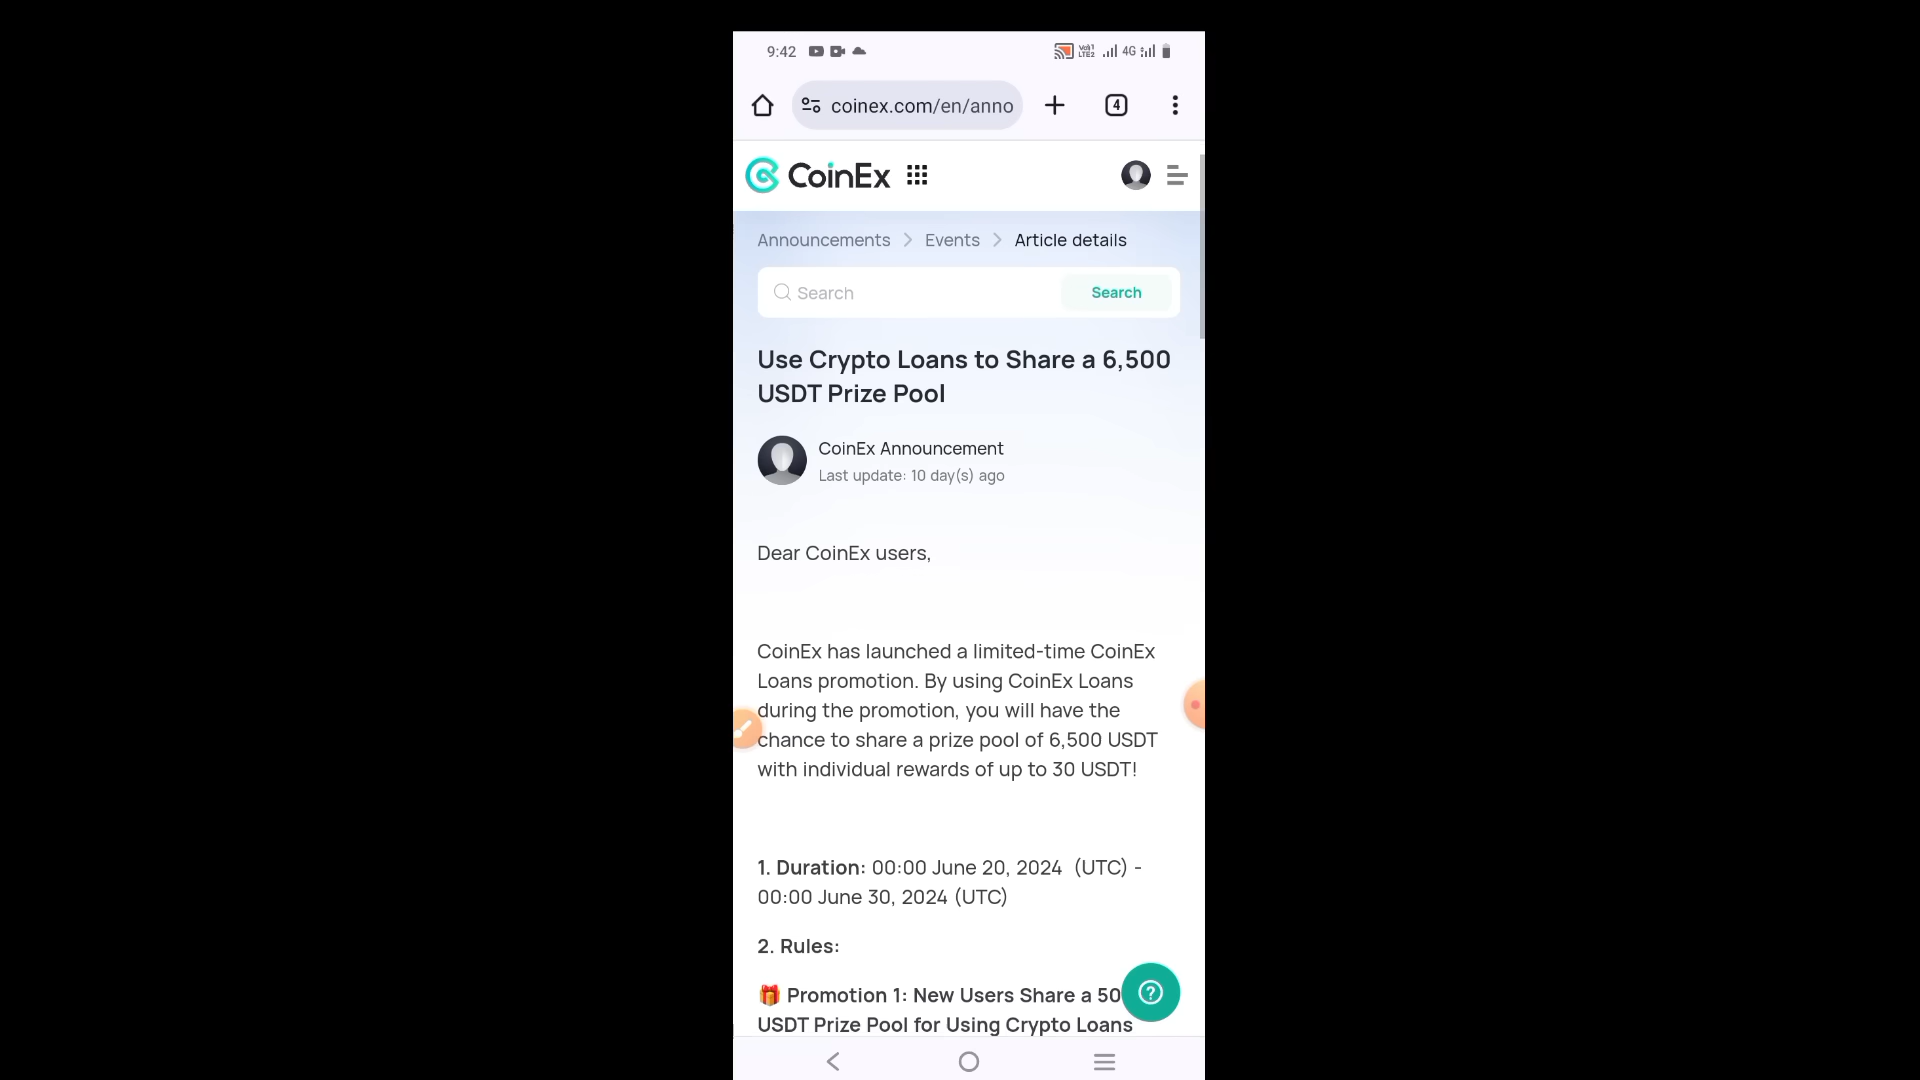 9:42
Vo)) 1
LTE2
4G
coinex.com/en/anno
4
CoinEx
Announcements
Events
Article details
Search
Search
Use Crypto Loans to Share a 6,500
USDT Prize Pool
CoinEx Announcement
Last update: 10 day(s) ago
Dear CoinEx users,
CoinEx has launched a limited-time CoinEx
Loans promotion. By using CoinEx Loans
during the promotion, you will have the
chance to share a prize pool of 6,500 USDT
with individual rewards of up to 30 USDT!
1. Duration: 00:00 June 20, 2024 (UTC) -
00:00 June 30, 2024 (UTC)
2. Rules:
🎁 Promotion 1: New Users Share a 50
USDT Prize Pool for Using Crypto Loans